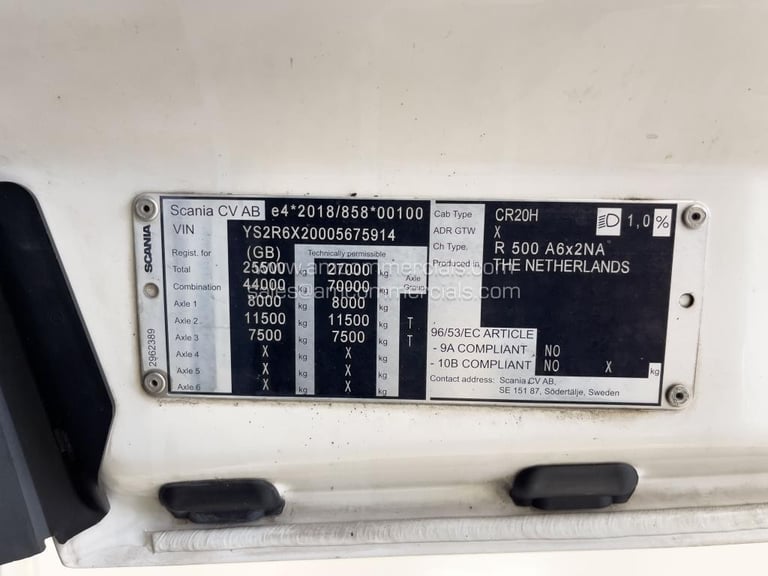 Scania CV AB e4*2018/858*00100
VIN YS2R6X20005675914
Regist. for (GB) Technically permissible
Total 25500 kg 27000 kg
Combination 44000 kg 70000 kg Axle Group
Axle 1 8000 kg 8000 kg
Axle 2 11500 kg 11500 kg T
Axle 3 7500 kg 7500 kg T
Axle 4 X kg X kg
Axle 5 X kg X kg
Axle 6 X kg X kg
Cab Type CR20H 1,0%
ADR GTW X
Ch Type. R 500 A6x2NA
Produced in THE NETHERLANDS
96/53/EC ARTICLE
- 9A COMPLIANT NO
- 10B COMPLIANT NO X kg
Contact address: Scania CV AB,
SE 151 87, Södertälje, Sweden
SCANIA
2962389